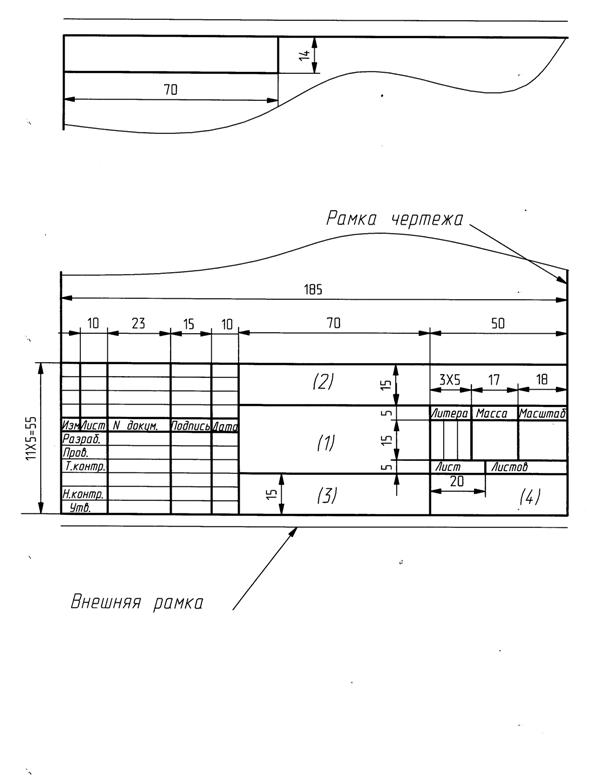 14
70
Рамка чертежа
185
10 23 15 10 70 50
(2) 15 3X5 17 18
5 Литера Масса Масштаб
11X5=55
Изм Лист N докум. Подпись Дата
(1) 15
Разраб.
Пров.
Т.контр. 5 Лист Листов
20
Н.контр. 15 (3) (4)
Утв.
Внешняя рамка